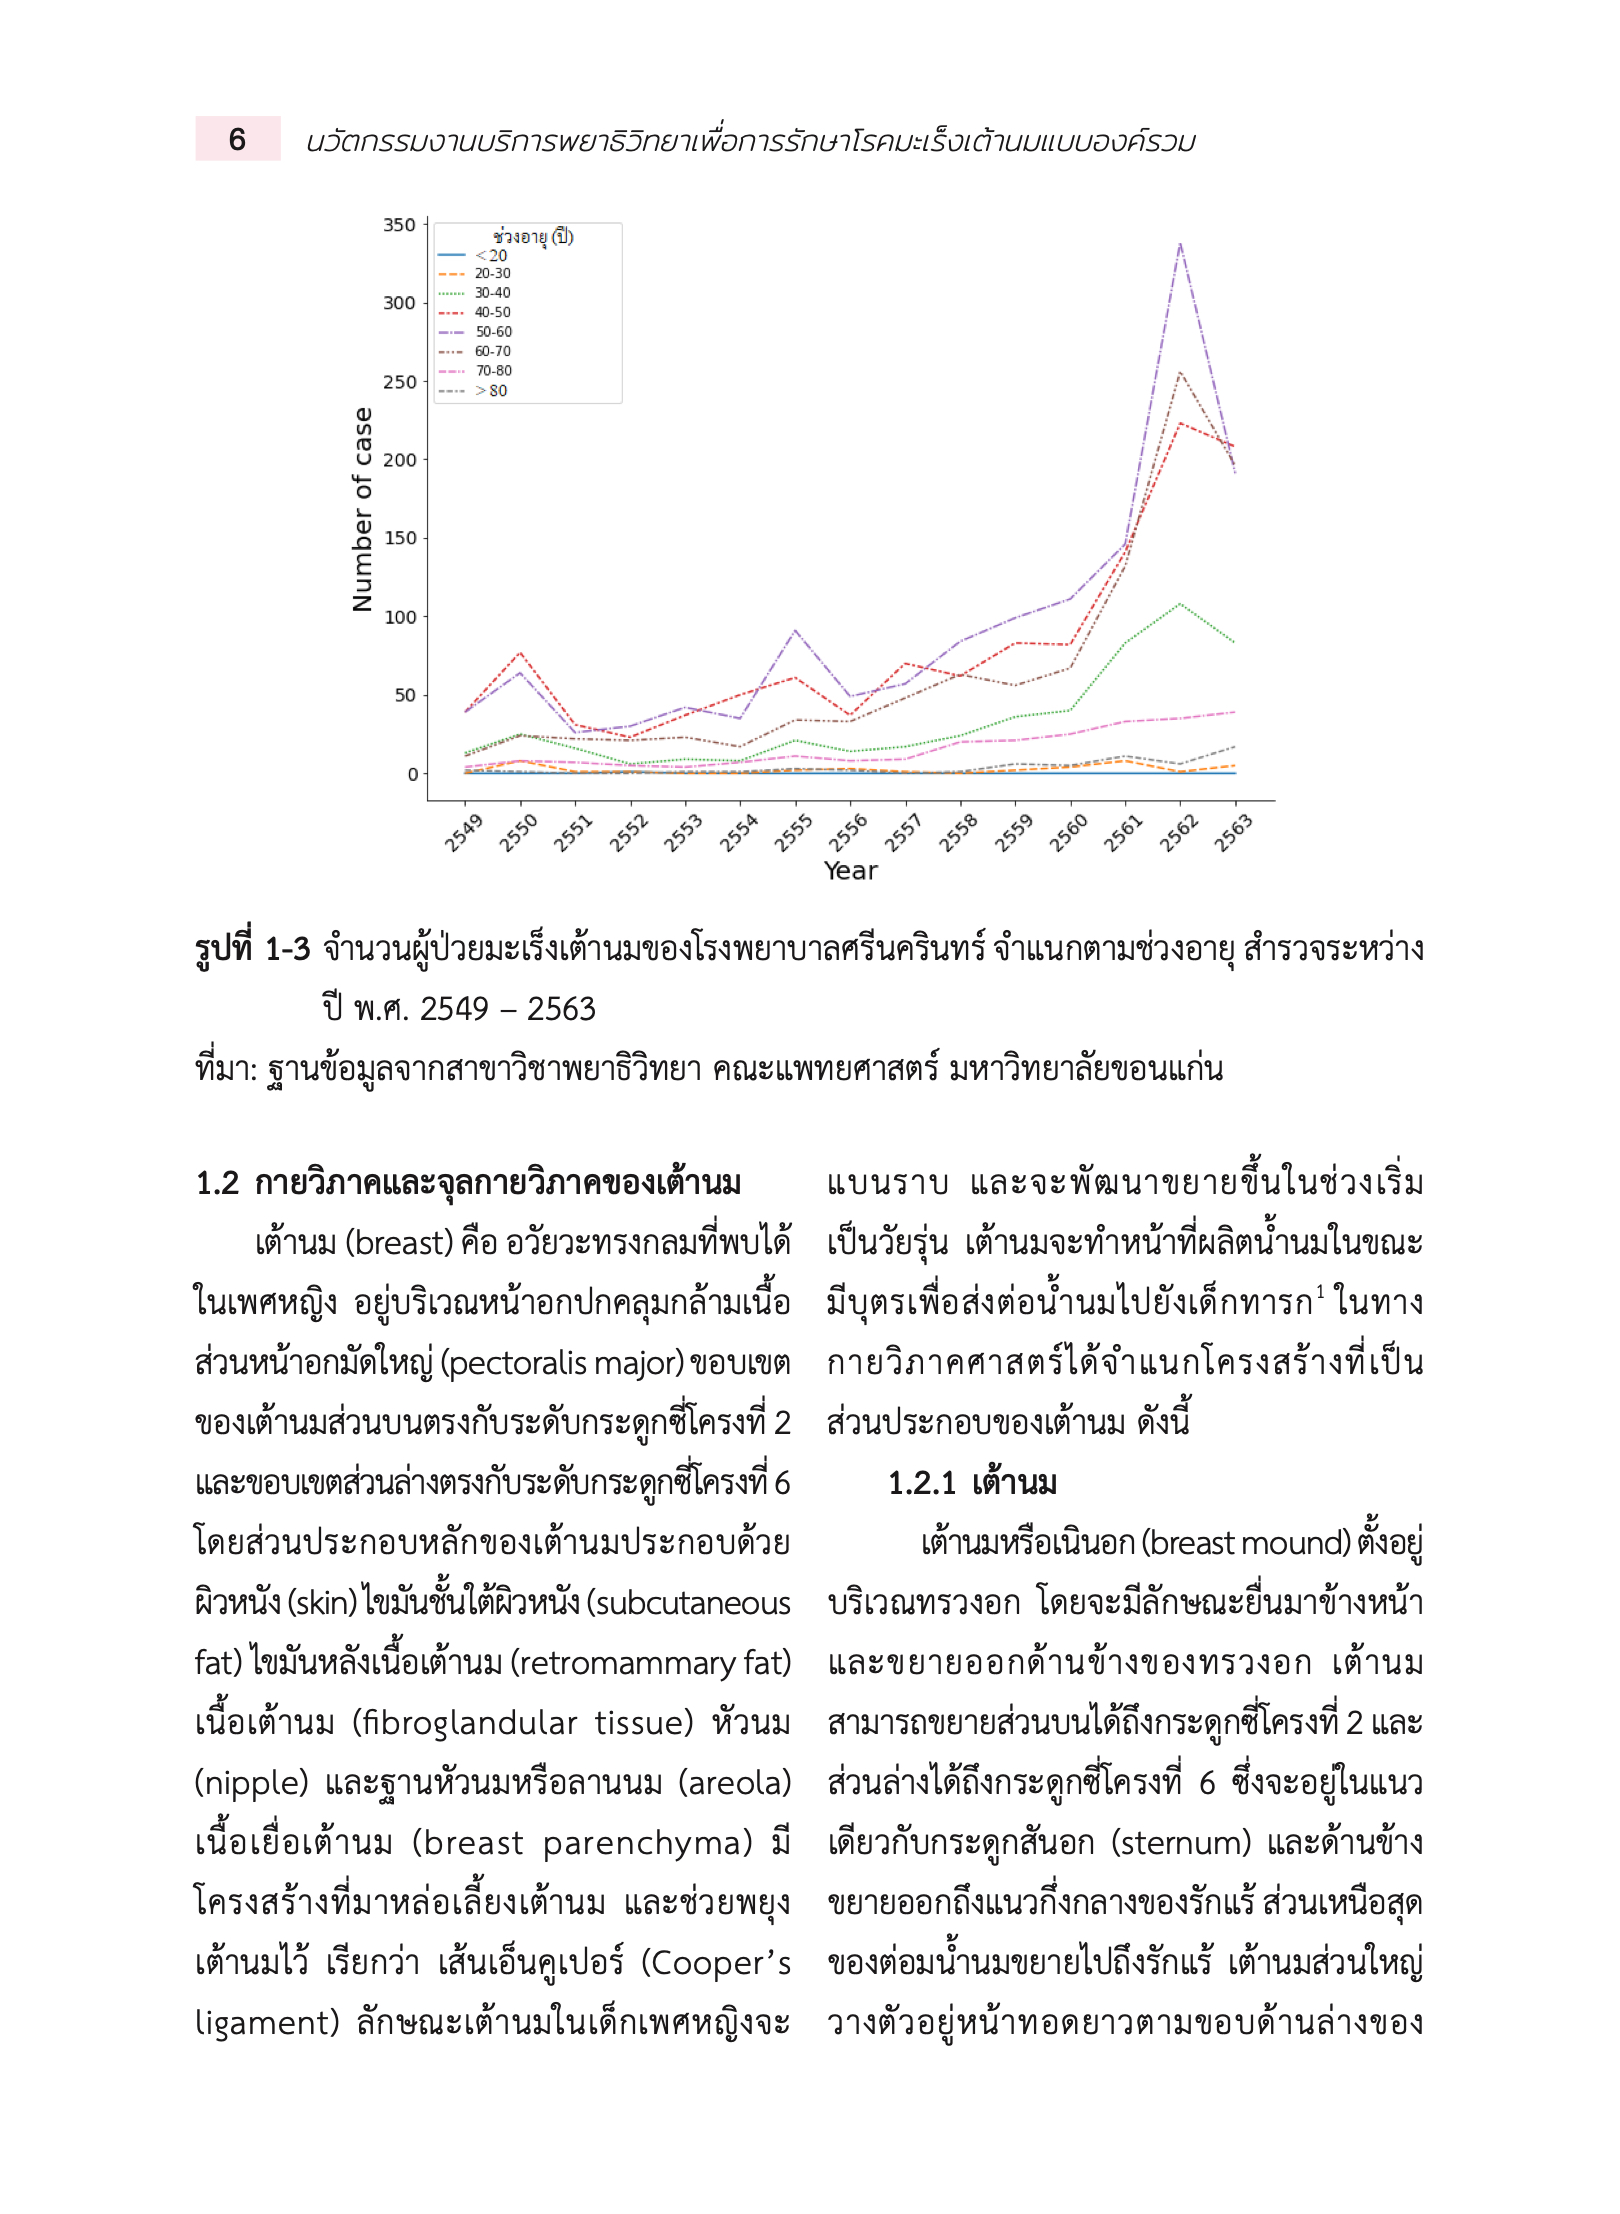 6
นวัตกรรมงานบริการพยาธิวิทยาเพื่อการรักษาโรคมะเร็งเต้านมแบบองค์รวม
350
300
250
200
150
100
50
0
Number of case
ช่วงอายุ (ปี)
<20
20-30
30-40
40-50
50-60
60-70
70-80
>80
2549
2550
2551
2552
2553
2554
2555
2556
2557
2558
2559
2560
2561
2562
2563
Year
รูปที่ 1-3 จำนวนผู้ป่วยมะเร็งเต้านมของโรงพยาบาลศรีนครินทร์ จำแนกตามช่วงอายุ สำรวจระหว่าง
ปี พ.ศ. 2549 – 2563
ที่มา: ฐานข้อมูลจากสาขาวิชาพยาธิวิทยา คณะแพทยศาสตร์ มหาวิทยาลัยขอนแก่น
1.2 กายวิภาคและจุลกายวิภาคของเต้านม
เต้านม (breast) คือ อวัยวะทรงกลมที่พบได้
ในเพศหญิง อยู่บริเวณหน้าอกปกคลุมกล้ามเนื้อ
ส่วนหน้าอกมัดใหญ่ (pectoralis major) ขอบเขต
ของเต้านมส่วนบนตรงกับระดับกระดูกซี่โครงที่ 2
และขอบเขตส่วนล่างตรงกับระดับกระดูกซี่โครงที่ 6
โดยส่วนประกอบหลักของเต้านมประกอบด้วย
ผิวหนัง (skin) ไขมันชั้นใต้ผิวหนัง (subcutaneous
fat) ไขมันหลังเนื้อเต้านม (retromammary fat)
เนื้อเต้านม (fibroglandular tissue) หัวนม
(nipple) และฐานหัวนมหรือลานนม (areola)
เนื้อเยื่อเต้านม (breast parenchyma) มี
โครงสร้างที่มาหล่อเลี้ยงเต้านม และช่วยพยุง
เต้านมไว้ เรียกว่า เส้นเอ็นคูเปอร์ (Cooper’s
ligament) ลักษณะเต้านมในเด็กเพศหญิงจะ
แบนราบ และจะพัฒนาขยายขึ้นในช่วงเริ่ม
เป็นวัยรุ่น เต้านมจะทำหน้าที่ผลิตน้ำนมในขณะ
มีบุตรเพื่อส่งต่อน้ำนมไปยังเด็กทารก¹ ในทาง
กายวิภาคศาสตร์ได้จำแนกโครงสร้างที่เป็น
ส่วนประกอบของเต้านม ดังนี้
1.2.1 เต้านม
เต้านมหรือเนินอก (breast mound) ตั้งอยู่
บริเวณทรวงอก โดยจะมีลักษณะยื่นมาข้างหน้า
และขยายออกด้านข้างของทรวงอก เต้านม
สามารถขยายส่วนบนได้ถึงกระดูกซี่โครงที่ 2 และ
ส่วนล่างได้ถึงกระดูกซี่โครงที่ 6 ซึ่งจะอยู่ในแนว
เดียวกับกระดูกสันอก (sternum) และด้านข้าง
ขยายออกถึงแนวกึ่งกลางของรักแร้ ส่วนเหนือสุด
ของต่อมน้ำนมขยายไปถึงรักแร้ เต้านมส่วนใหญ่
วางตัวอยู่หน้าทอดยาวตามขอบด้านล่างของ